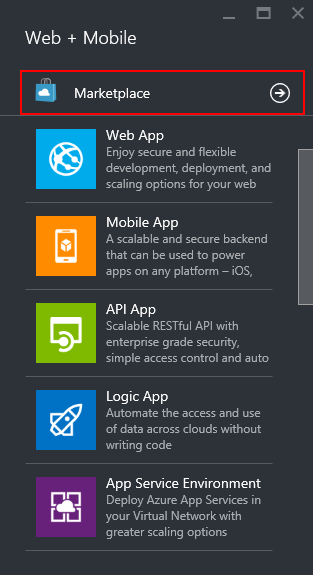 Web + Mobile
Marketplace
Web App
Enjoy secure and flexible
development, deployment, and
scaling options for your web
Mobile App
A scalable and secure backend
that can be used to power
apps on any platform – iOS,
API App
Scalable RESTful API with
enterprise grade security,
simple access control and auto
Logic App
Automate the access and use
of data across clouds without
writing code
App Service Environment
Deploy Azure App Services in
your Virtual Network with
greater scaling options